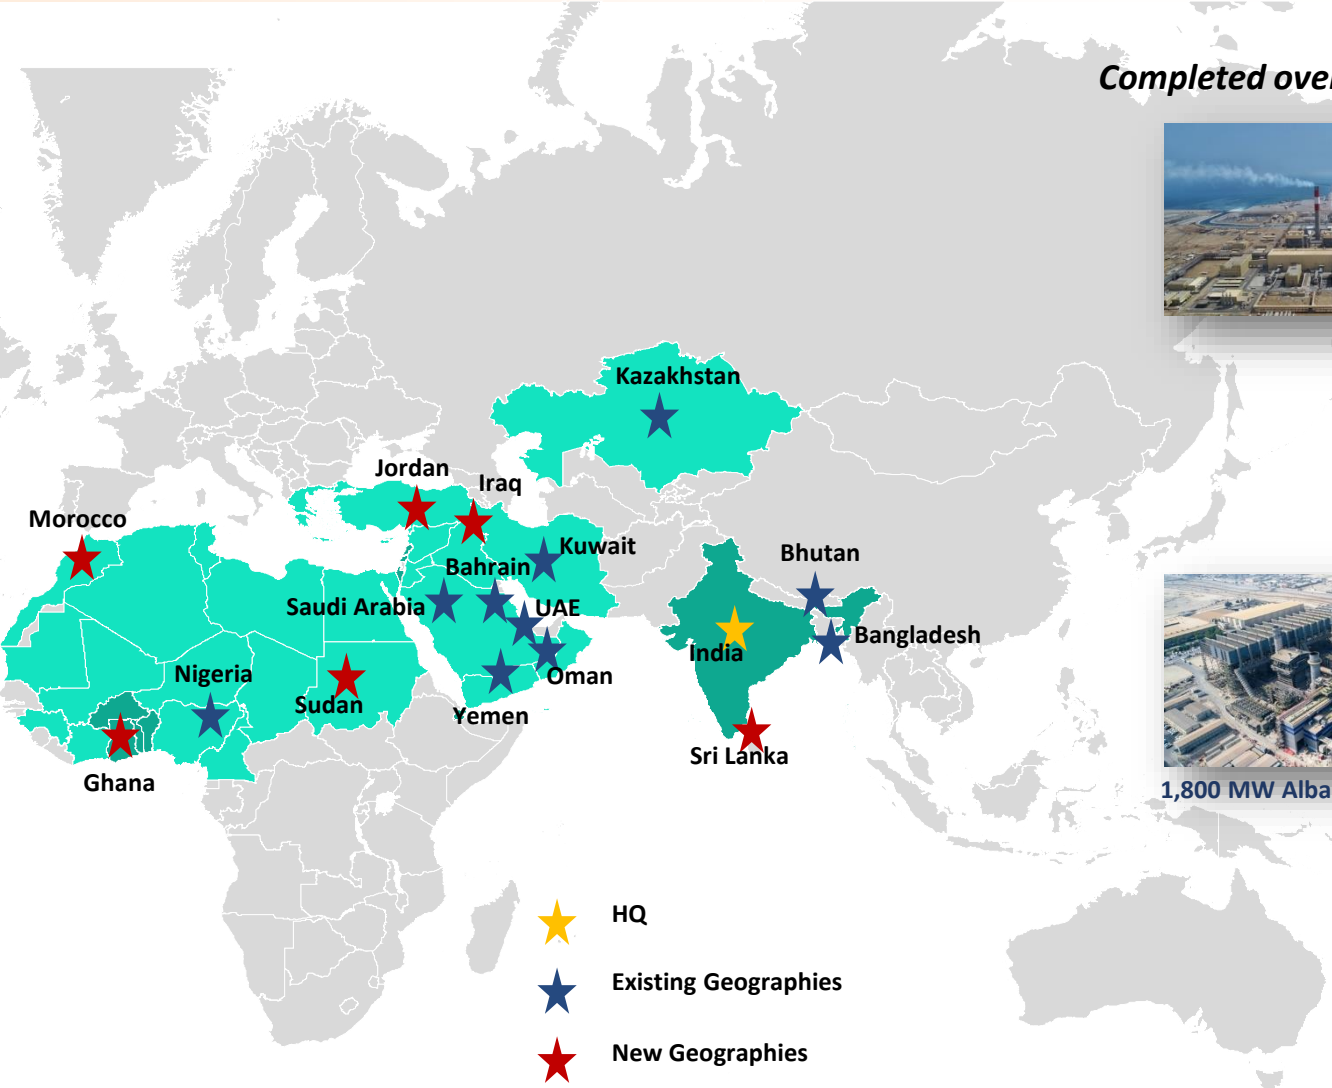 Completed over
Kazakhstan
Jordan
Iraq
Morocco
Kuwait
Bhutan
Bahrain
Saudi Arabia
UAE
Bangladesh
India
Nigeria
Oman
Sudan
Yemen
Sri Lanka
Ghana
1,800 MW Alba
HQ
Existing Geographies
New Geographies